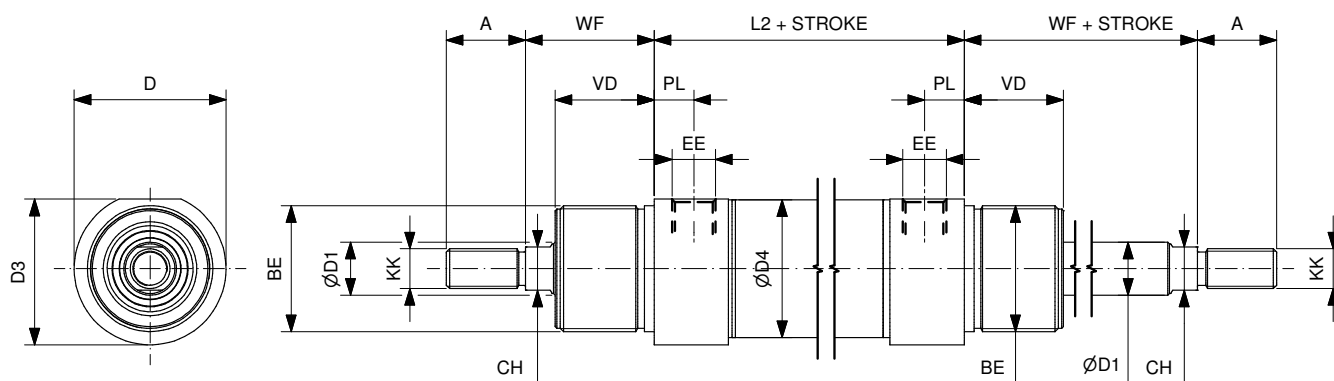 A
WF
L2 + STROKE
WF + STROKE
A
D
VD
PL
PL
VD
EE
EE
D3
BE
ØD1
KK
ØD4
KK
CH
BE
ØD1
CH